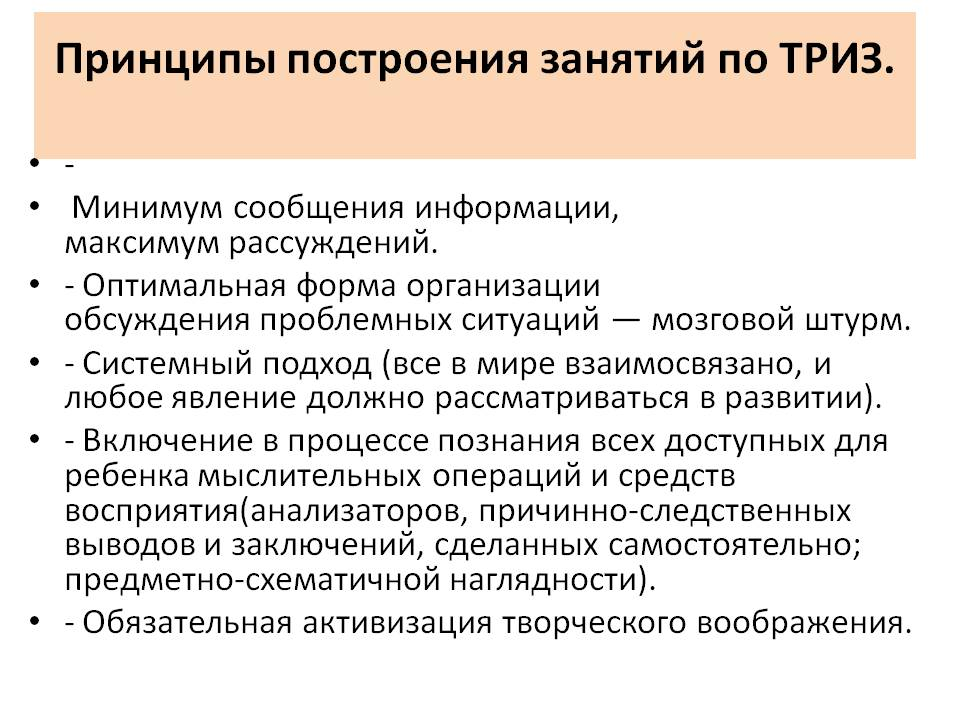 Принципы построения занятий по ТРИЗ.
• -
• Минимум сообщения информации,
максимум рассуждений.
• - Оптимальная форма организации
обсуждения проблемных ситуаций — мозговой штурм.
• - Системный подход (все в мире взаимосвязано, и
любое явление должно рассматриваться в развитии).
• - Включение в процессе познания всех доступных для
ребенка мыслительных операций и средств
восприятия(анализаторов, причинно-следственных
выводов и заключений, сделанных самостоятельно;
предметно-схематичной наглядности).
• - Обязательная активизация творческого воображения.